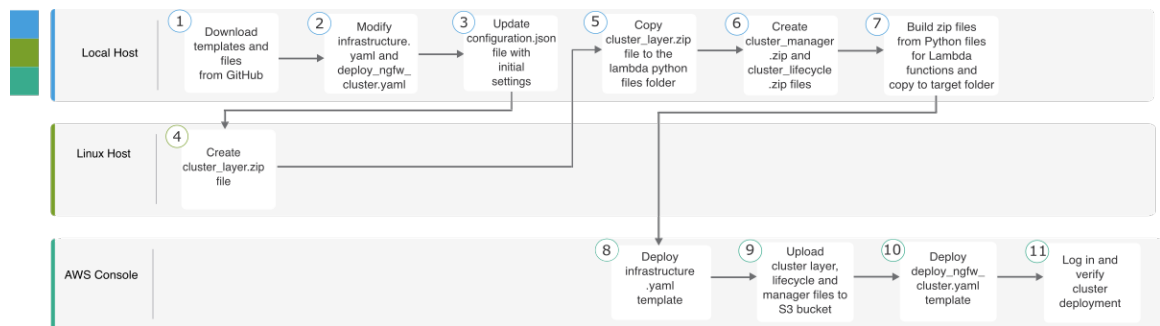 Local Host
1
Download
templates and
files
from GitHub
2
Modify
infrastructure.
yaml and
deploy_ngfw_
cluster.yaml
3
Update
configuration.json
file with
initial
settings
5
Copy
cluster_layer.zip
file to the
lambda python
files folder
6
Create
cluster_manager
.zip and
cluster_lifecycle
.zip files
7
Build zip files
from Python files
for Lambda
functions and
copy to target folder
Linux Host
4
Create
cluster_layer.zip
file
AWS Console
8
Deploy
infrastructure
.yaml
template
9
Upload
cluster layer,
lifecycle and
manager files to
S3 bucket
10
Deploy
deploy_ngfw_
cluster.yaml
template
11
Log in and
verify
cluster
deployment